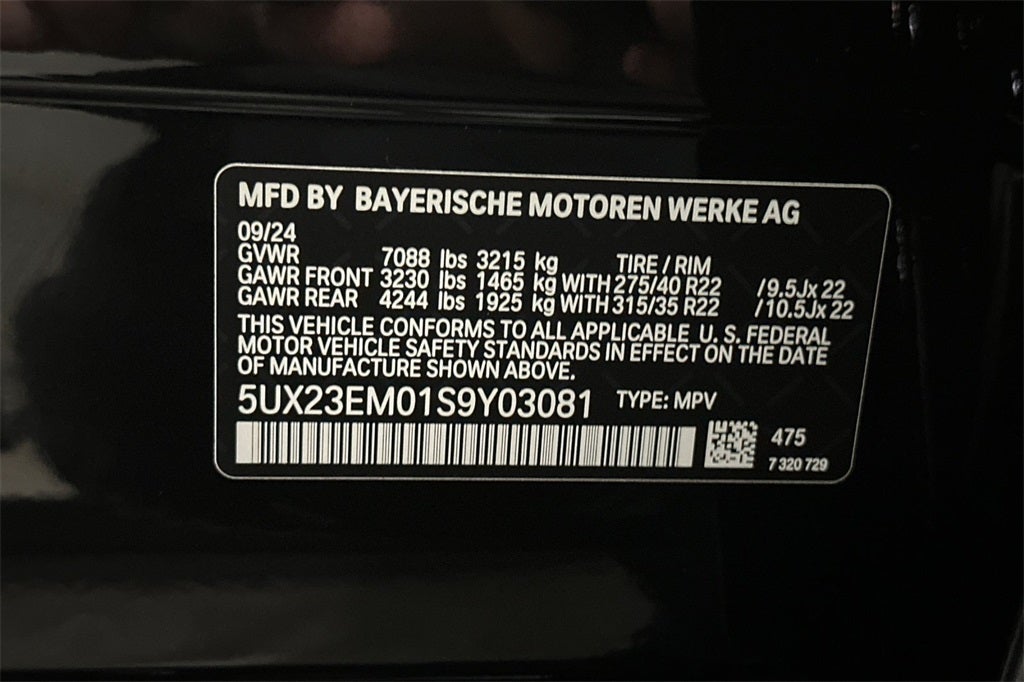 MFD BY BAYERISCHE MOTOREN WERKE AG
09/24
GVWR 7088 lbs 3215 kg TIRE / RIM
GAWR FRONT 3230 lbs 1465 kg WITH 275/40 R22 /9.5Jx 22
GAWR REAR 4244 lbs 1925 kg WITH 315/35 R22 /10.5Jx 22
THIS VEHICLE CONFORMS TO ALL APPLICABLE U. S. FEDERAL
MOTOR VEHICLE SAFETY STANDARDS IN EFFECT ON THE DATE
OF MANUFACTURE SHOWN ABOVE.
5UX23EM01S9Y03081 TYPE: MPV
475
7 320 729